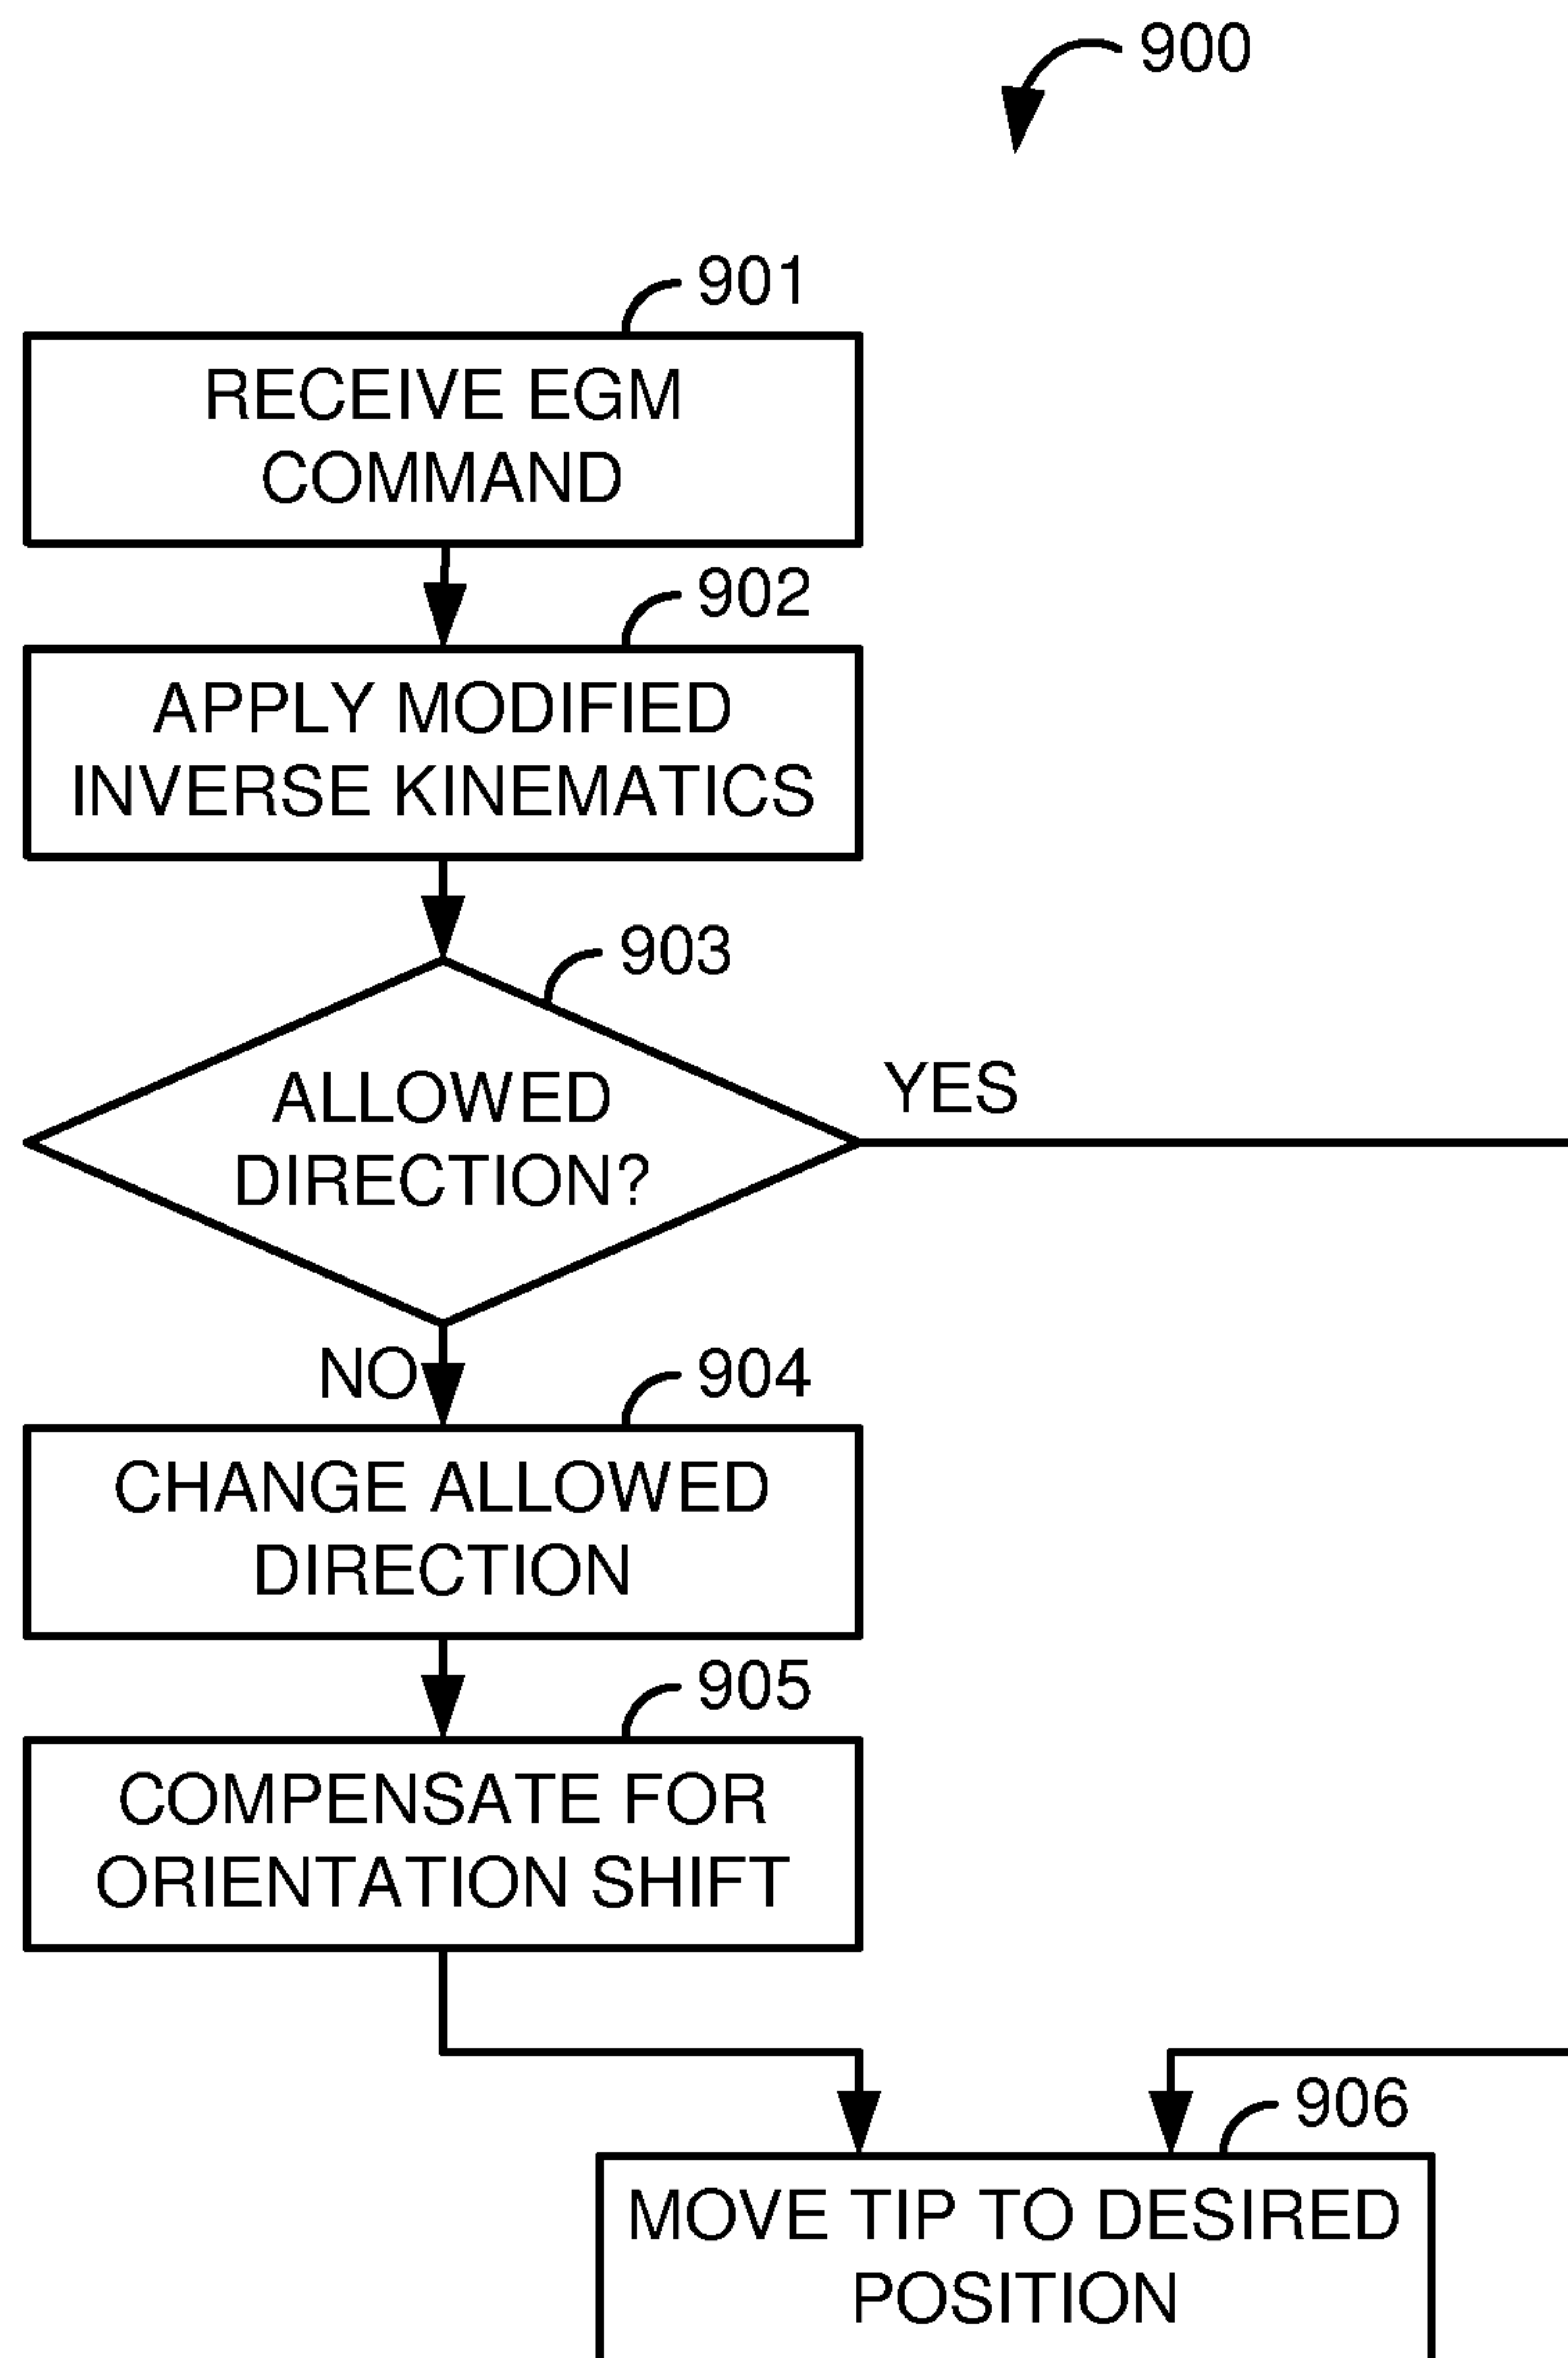 900
901
RECEIVE EGM
COMMAND
902
APPLY MODIFIED
INVERSE KINEMATICS
903
ALLOWED
DIRECTION?
YES
NO
904
CHANGE ALLOWED
DIRECTION
905
COMPENSATE FOR
ORIENTATION SHIFT
906
MOVE TIP TO DESIRED
POSITION